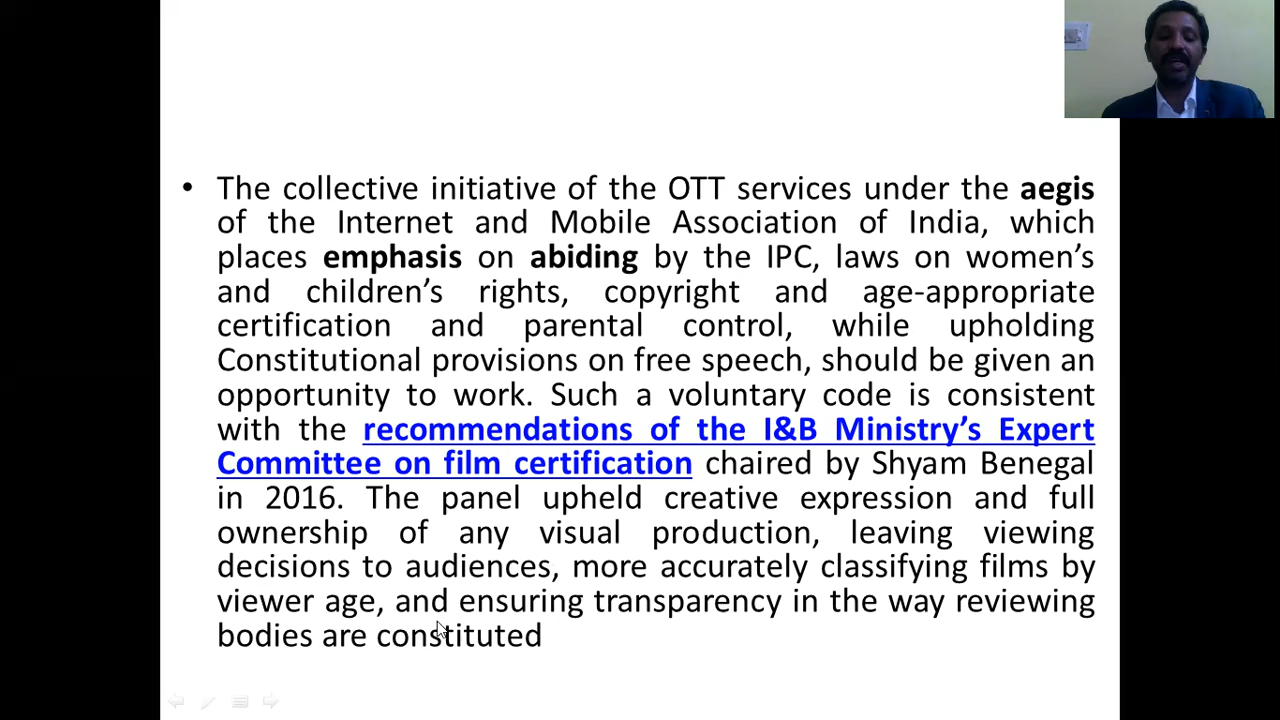 • The collective initiative of the OTT services under the aegis
of the Internet and Mobile Association of India, which
places emphasis on abiding by the IPC, laws on women’s
and children’s rights, copyright and age-appropriate
certification and parental control, while upholding
Constitutional provisions on free speech, should be given an
opportunity to work. Such a voluntary code is consistent
with the recommendations of the I&B Ministry’s Expert
Committee on film certification chaired by Shyam Benegal
in 2016. The panel upheld creative expression and full
ownership of any visual production, leaving viewing
decisions to audiences, more accurately classifying films by
viewer age, and ensuring transparency in the way reviewing
bodies are constituted